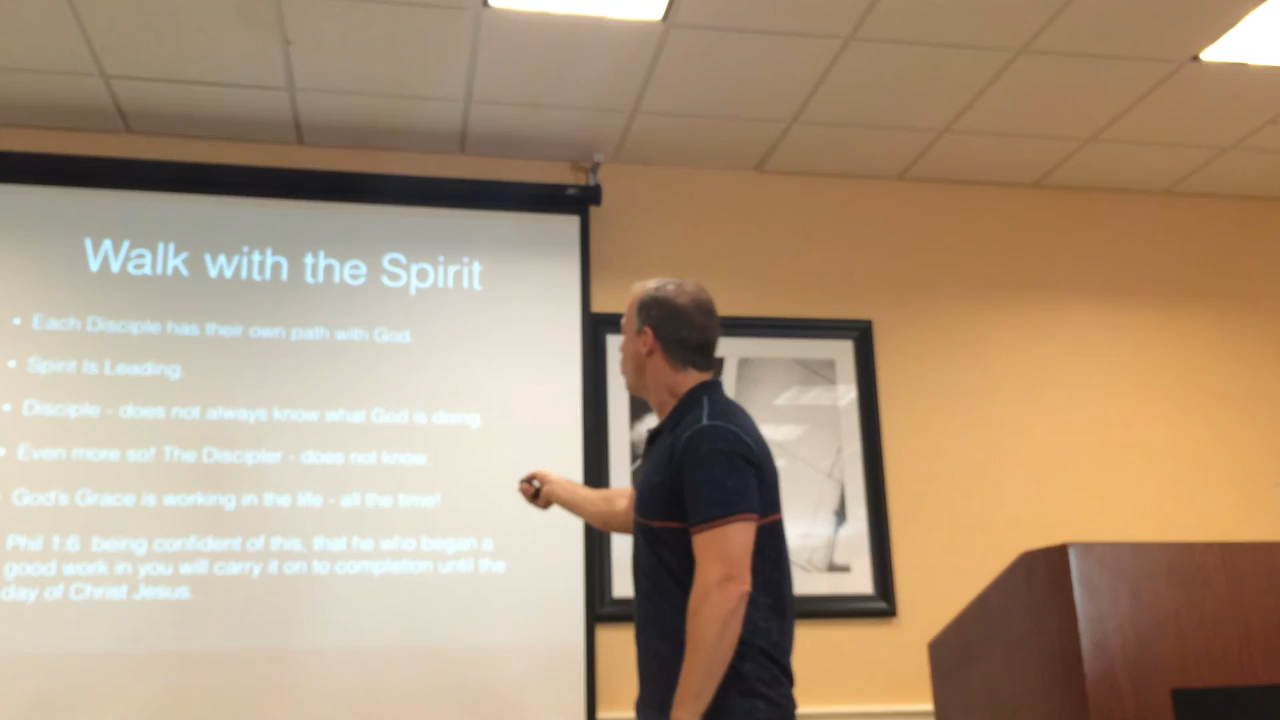 Walk with the Spirit
• Each Disciple has their own path with God.
• Spirit Is Leading.
• Disciple - does not always know what God is doing.
• Even more so! The Discipler - does not know.
God's Grace is working in the life - all the time!
Phil 1:6 being confident of this, that he who began a
good work in you will carry it on to completion until the
day of Christ Jesus.